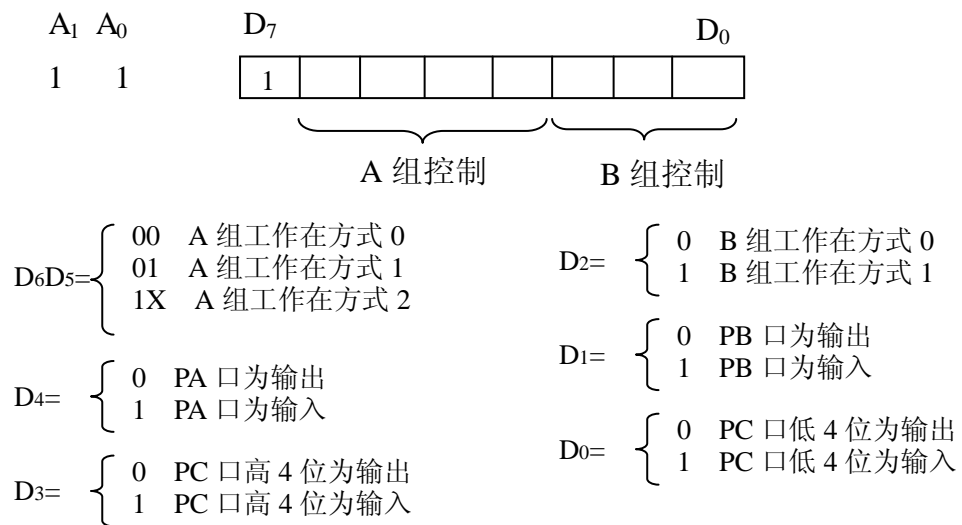 A1 A0 D7 D0
1 1 1
A 组控制 B 组控制
D6D5=
00 A 组工作在方式 0
01 A 组工作在方式 1
1X A 组工作在方式 2
D4=
0 PA 口为输出
1 PA 口为输入
D3=
0 PC 口高 4 位为输出
1 PC 口高 4 位为输入
D2=
0 B 组工作在方式 0
1 B 组工作在方式 1
D1=
0 PB 口为输出
1 PB 口为输入
D0=
0 PC 口低 4 位为输出
1 PC 口低 4 位为输入